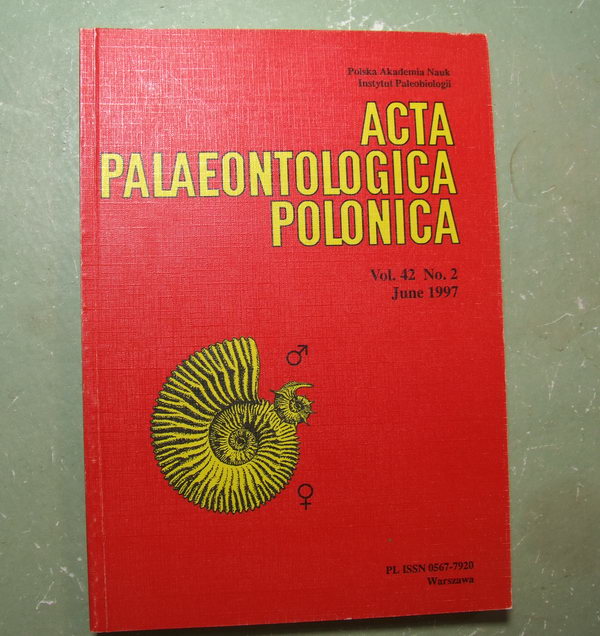 Polska Akademia Nauk
Instytut Paleobiologii
ACTA
PALAEONTOLOGICA
POLONICA
Vol. 42 No. 2
June 1997
♂
♀
PL ISSN 0567-7920
Warszawa